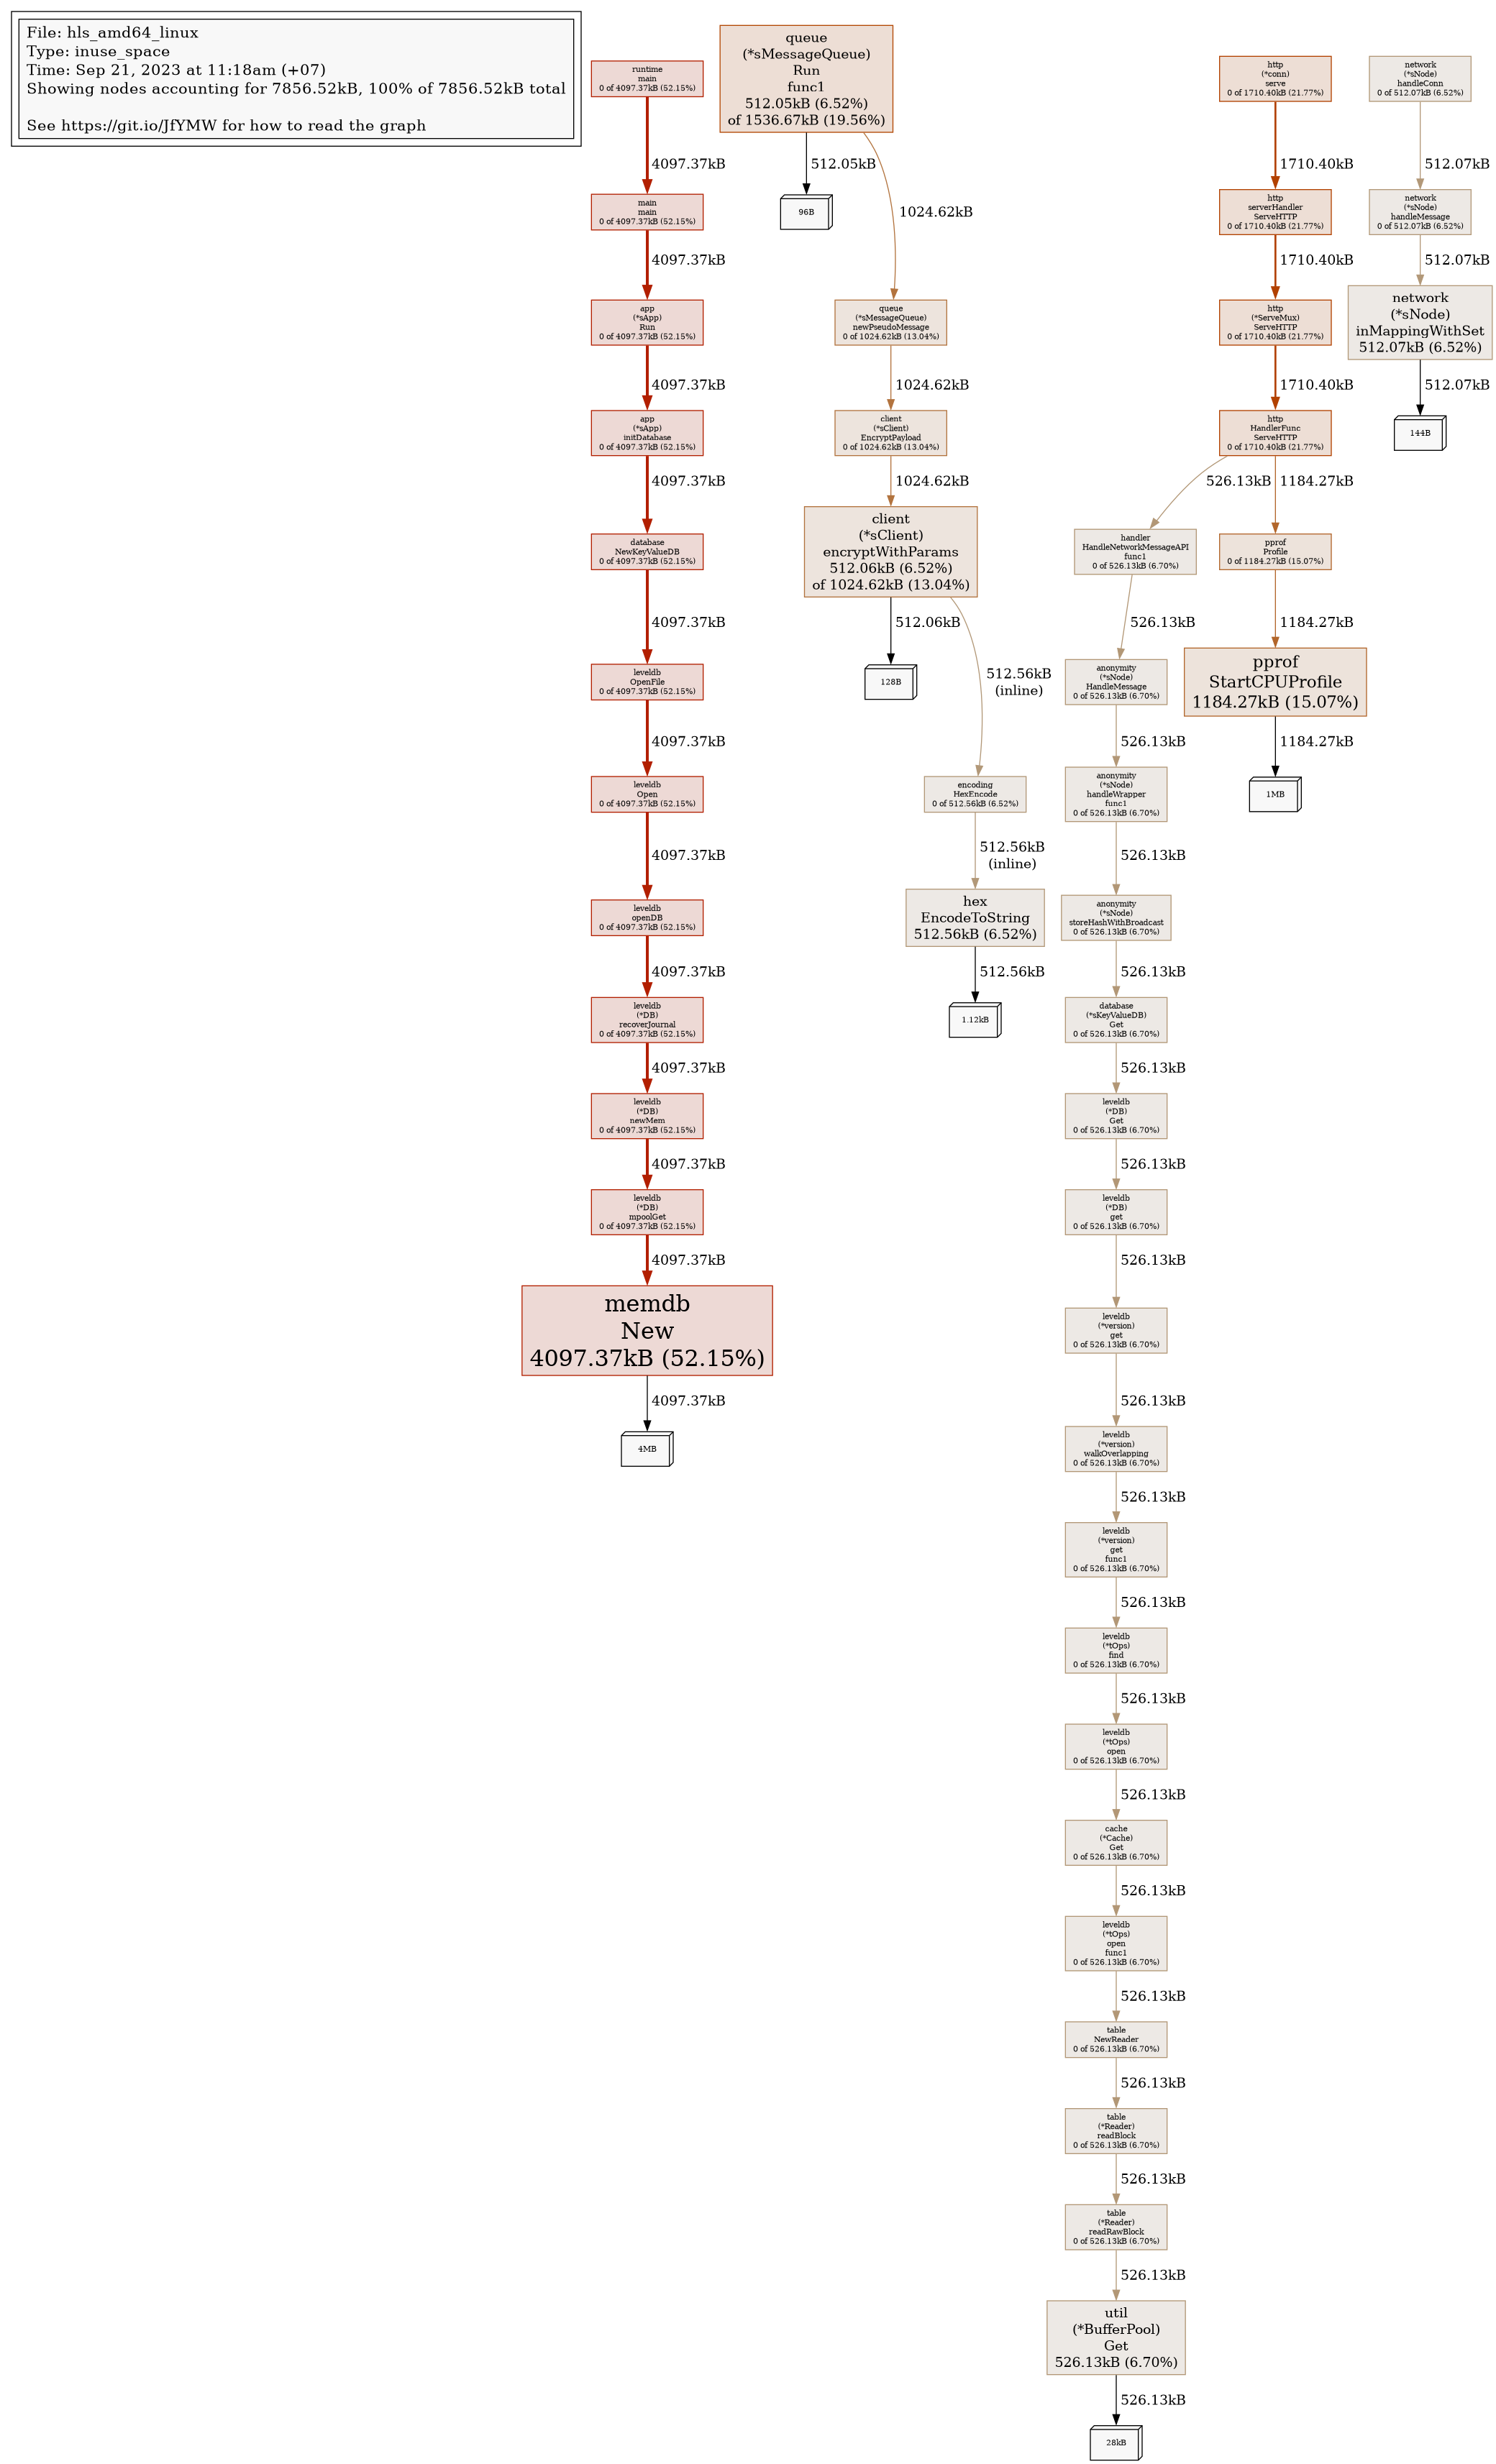 File: hls_amd64_linux
Type: inuse_space
Time: Sep 21, 2023 at 11:18am (+07)
Showing nodes accounting for 7856.52kB, 100% of 7856.52kB total
See https://git.io/JfYMW for how to read the graph
runtime
main
0 of 4097.37kB (52.15%)
4097.37kB
main
main
0 of 4097.37kB (52.15%)
4097.37kB
app
(*sApp)
Run
0 of 4097.37kB (52.15%)
4097.37kB
app
(*sApp)
initDatabase
0 of 4097.37kB (52.15%)
4097.37kB
database
NewKeyValueDB
0 of 4097.37kB (52.15%)
4097.37kB
leveldb
OpenFile
0 of 4097.37kB (52.15%)
4097.37kB
leveldb
Open
0 of 4097.37kB (52.15%)
4097.37kB
leveldb
openDB
0 of 4097.37kB (52.15%)
4097.37kB
leveldb
(*DB)
recoverJournal
0 of 4097.37kB (52.15%)
4097.37kB
leveldb
(*DB)
newMem
0 of 4097.37kB (52.15%)
4097.37kB
leveldb
(*DB)
mpoolGet
0 of 4097.37kB (52.15%)
4097.37kB
memdb
New
4097.37kB (52.15%)
4097.37kB
4MB
queue
(*sMessageQueue)
Run
func1
512.05kB (6.52%)
of 1536.67kB (19.56%)
512.05kB
96B
1024.62kB
queue
(*sMessageQueue)
newPseudoMessage
0 of 1024.62kB (13.04%)
1024.62kB
client
(*sClient)
EncryptPayload
0 of 1024.62kB (13.04%)
1024.62kB
client
(*sClient)
encryptWithParams
512.06kB (6.52%)
of 1024.62kB (13.04%)
512.06kB
128B
512.56kB
(inline)
encoding
HexEncode
0 of 512.56kB (6.52%)
512.56kB
(inline)
hex
EncodeToString
512.56kB (6.52%)
512.56kB
1.12kB
http
(*conn)
serve
0 of 1710.40kB (21.77%)
1710.40kB
http
serverHandler
ServeHTTP
0 of 1710.40kB (21.77%)
1710.40kB
http
(*ServeMux)
ServeHTTP
0 of 1710.40kB (21.77%)
1710.40kB
http
HandlerFunc
ServeHTTP
0 of 1710.40kB (21.77%)
526.13kB
1184.27kB
handler
HandleNetworkMessageAPI
func1
0 of 526.13kB (6.70%)
526.13kB
anonymity
(*sNode)
HandleMessage
0 of 526.13kB (6.70%)
526.13kB
anonymity
(*sNode)
handleWrapper
func1
0 of 526.13kB (6.70%)
526.13kB
anonymity
(*sNode)
storeHashWithBroadcast
0 of 526.13kB (6.70%)
526.13kB
database
(*sKeyValueDB)
Get
0 of 526.13kB (6.70%)
526.13kB
leveldb
(*DB)
Get
0 of 526.13kB (6.70%)
526.13kB
leveldb
(*DB)
get
0 of 526.13kB (6.70%)
526.13kB
leveldb
(*version)
get
0 of 526.13kB (6.70%)
526.13kB
leveldb
(*version)
walkOverlapping
0 of 526.13kB (6.70%)
526.13kB
leveldb
(*version)
get
func1
0 of 526.13kB (6.70%)
526.13kB
leveldb
(*tOps)
find
0 of 526.13kB (6.70%)
526.13kB
leveldb
(*tOps)
open
0 of 526.13kB (6.70%)
526.13kB
cache
(*Cache)
Get
0 of 526.13kB (6.70%)
526.13kB
leveldb
(*tOps)
open
func1
0 of 526.13kB (6.70%)
526.13kB
table
NewReader
0 of 526.13kB (6.70%)
526.13kB
table
(*Reader)
readBlock
0 of 526.13kB (6.70%)
526.13kB
table
(*Reader)
readRawBlock
0 of 526.13kB (6.70%)
526.13kB
util
(*BufferPool)
Get
526.13kB (6.70%)
526.13kB
28kB
pprof
Profile
0 of 1184.27kB (15.07%)
1184.27kB
pprof
StartCPUProfile
1184.27kB (15.07%)
1184.27kB
1MB
network
(*sNode)
handleConn
0 of 512.07kB (6.52%)
512.07kB
network
(*sNode)
handleMessage
0 of 512.07kB (6.52%)
512.07kB
network
(*sNode)
inMappingWithSet
512.07kB (6.52%)
512.07kB
144B